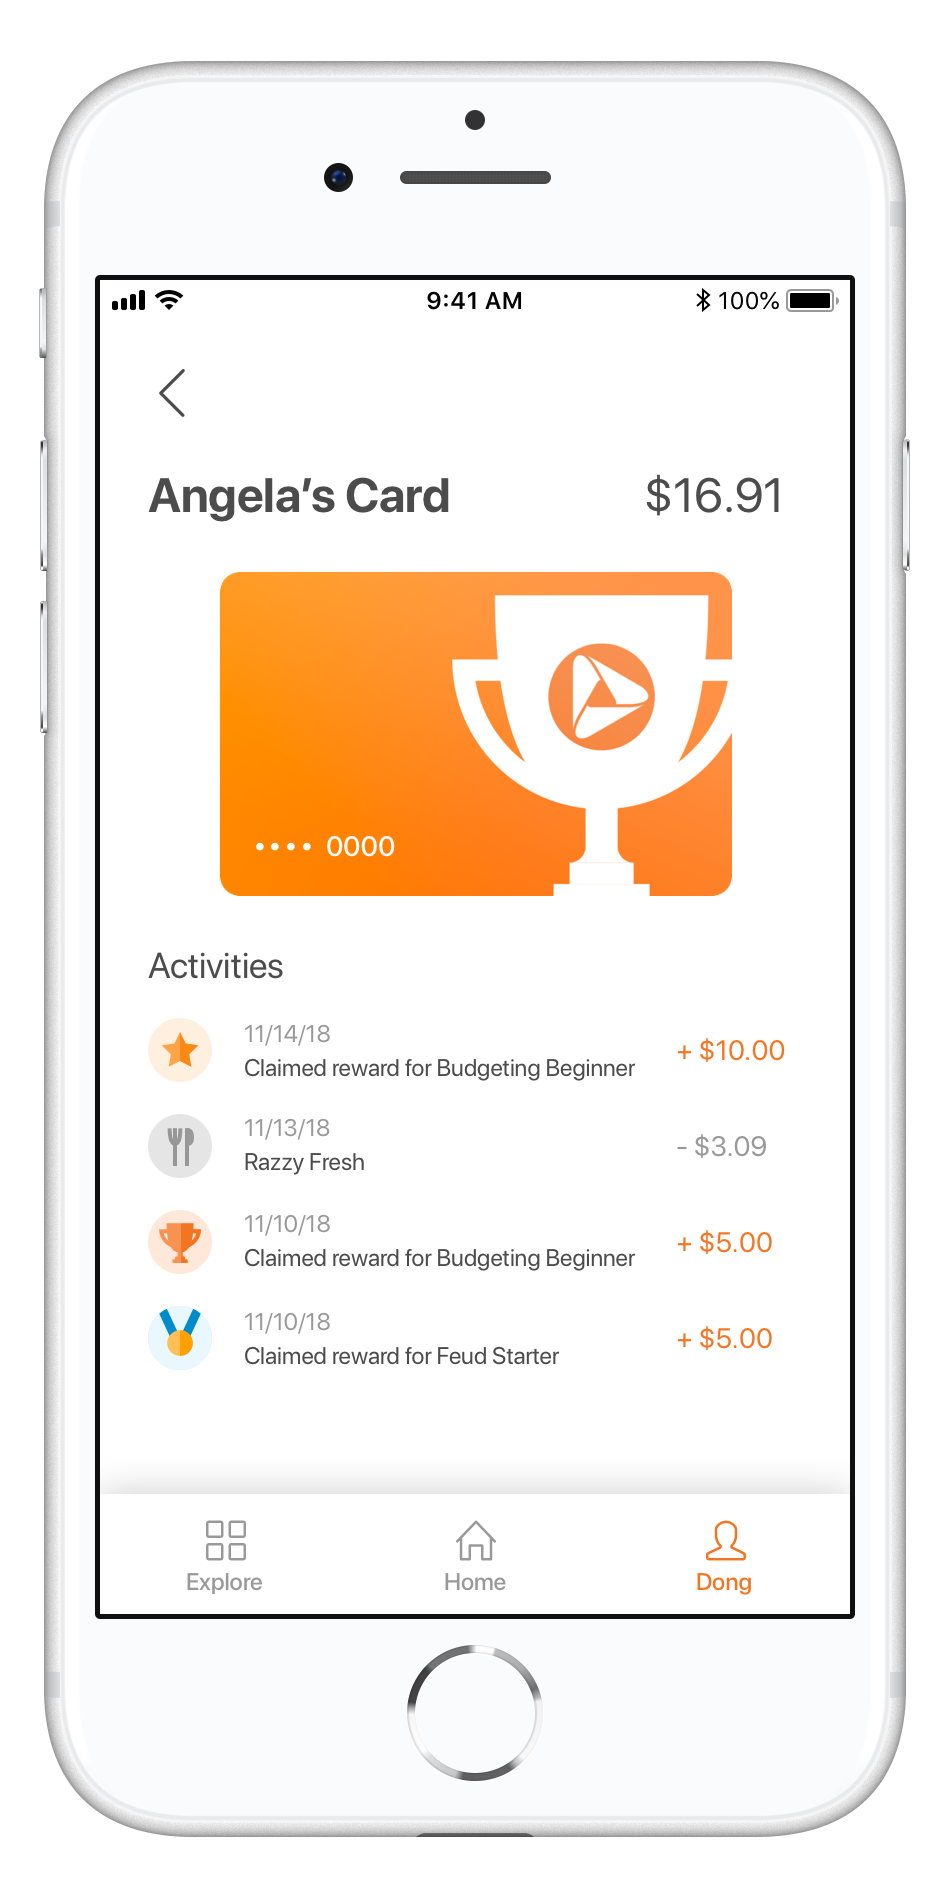 9:41 AM
100%
Angela's Card
$16.91
•••• 0000
Activities
11/14/18
Claimed reward for Budgeting Beginner
+ $10.00
11/13/18
Razzy Fresh
- $3.09
11/10/18
Claimed reward for Budgeting Beginner
+ $5.00
11/10/18
Claimed reward for Feud Starter
+ $5.00
Explore
Home
Dong